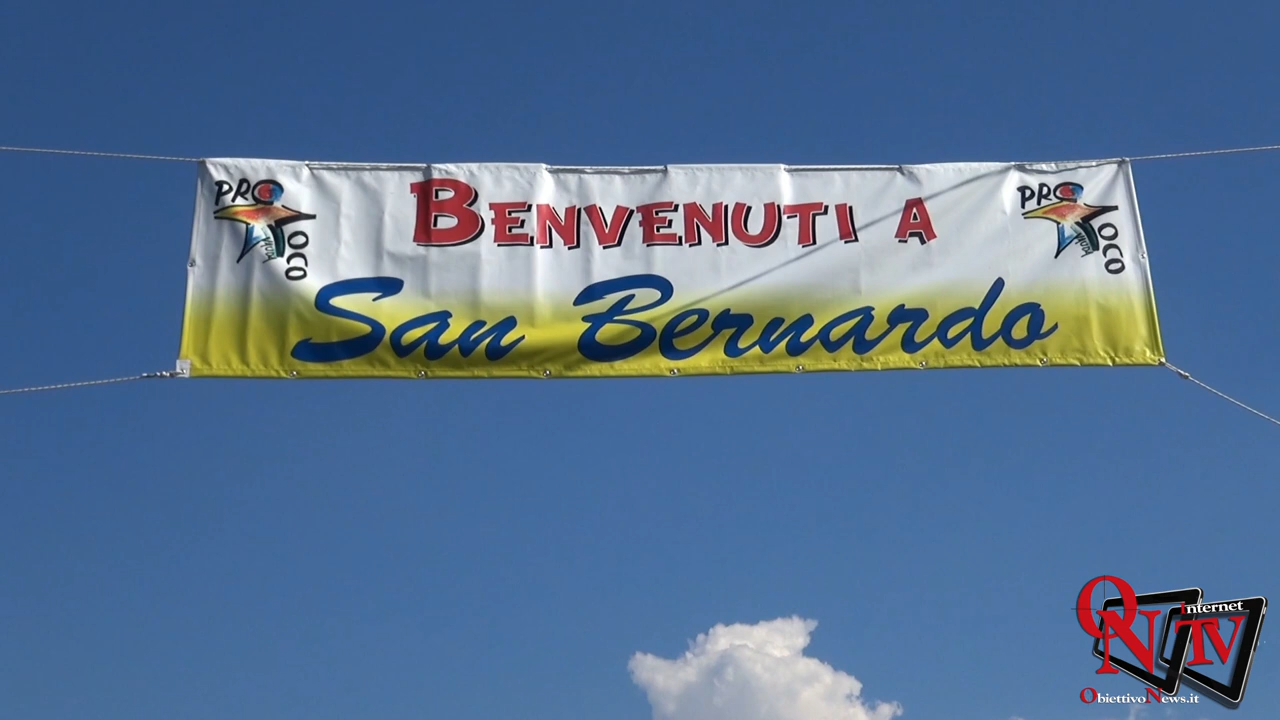 PRO LOCO
BENVENUTI A
PRO LOCO
San Bernardo
ON Internet TV
ObiettivoNews.it